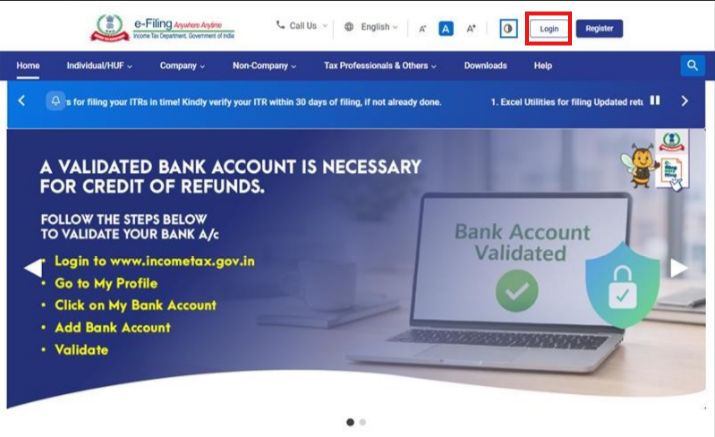 e-Filing Anywhere Anytime
Income Tax Department, Government of India
Call Us
English
A-
A
A+
Login
Register
Home
Individual/HUF
Company
Non-Company
Tax Professionals & Others
Downloads
Help
s for filing your ITRs in time! Kindly verify your ITR within 30 days of filing, if not already done.
1. Excel Utilities for filing Updated retu
A VALIDATED BANK ACCOUNT IS NECESSARY
FOR CREDIT OF REFUNDS.
FOLLOW THE STEPS BELOW
TO VALIDATE YOUR BANK A/c
• Login to www.incometax.gov.in
• Go to My Profile
• Click on My Bank Account
• Add Bank Account
• Validate
Bank Account
Validated